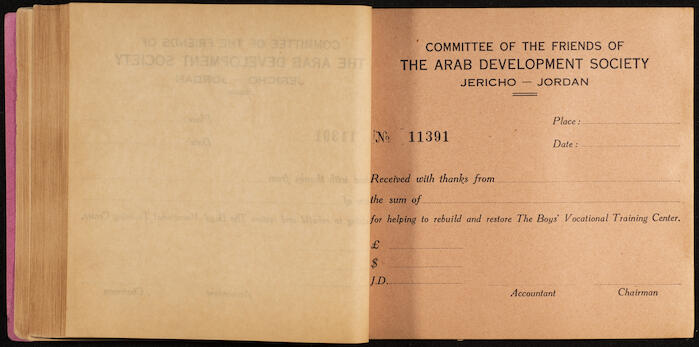 COMMITTEE OF THE FRIENDS OF
THE ARAB DEVELOPMENT SOCIETY
JERICHO — JORDAN
Place :
№ 11391
Date :
Received with thanks from
the sum of
for helping to rebuild and restore The Boys' Vocational Training Center.
£
$
J.D.
Accountant Chairman